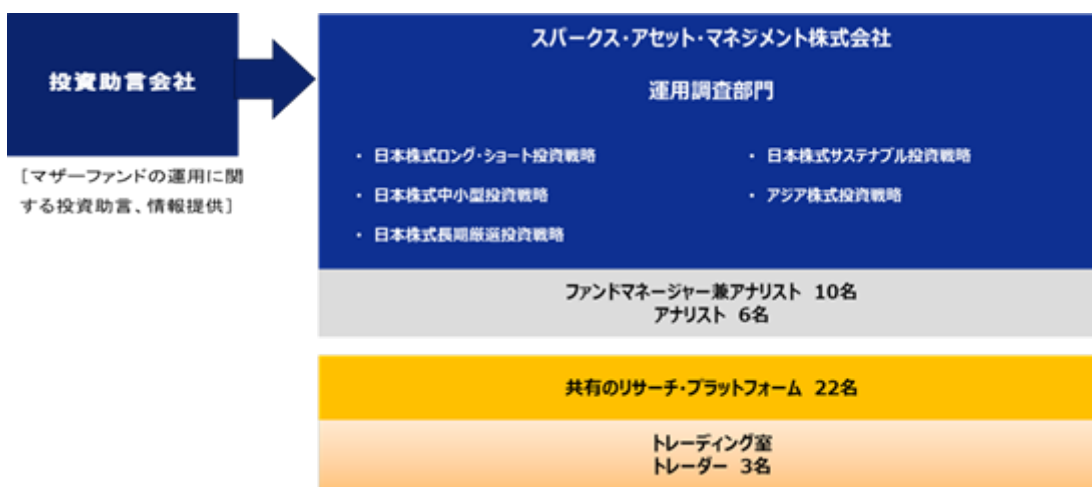 投資助言会社
[マザーファンドの運用に関
する投資助言、情報提供]
スパークス・アセット・マネジメント株式会社
運用調査部門
・ 日本株式ロング・ショート投資戦略
・ 日本株式サステナブル投資戦略
・ 日本株式中小型投資戦略
・ アジア株式投資戦略
・ 日本株式長期厳選投資戦略
ファンドマネージャー兼アナリスト 10名
アナリスト 6名
共有のリサーチ・プラットフォーム 22名
トレーディング室
トレーダー 3名